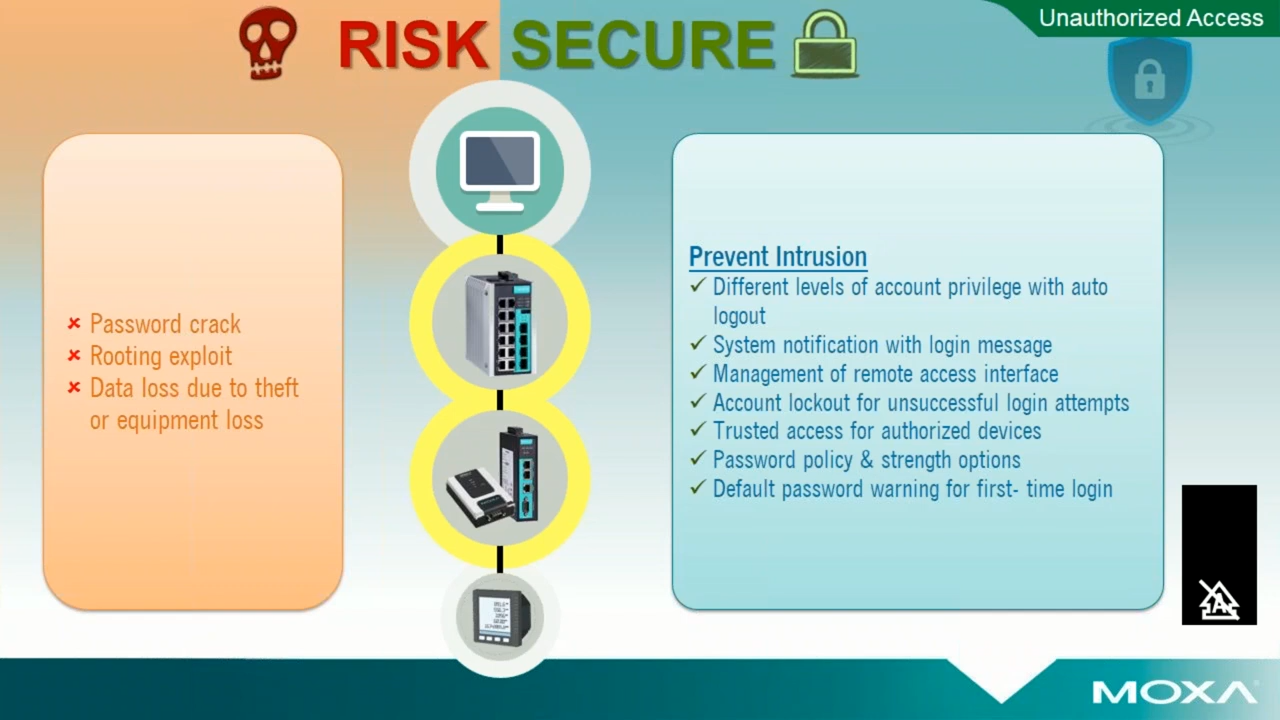 Unauthorized Access
RISK SECURE
Password crack
Rooting exploit
Data loss due to theft
or equipment loss
Prevent Intrusion
Different levels of account privilege with auto
logout
System notification with login message
Management of remote access interface
Account lockout for unsuccessful login attempts
Trusted access for authorized devices
Password policy & strength options
Default password warning for first- time login
MOXA